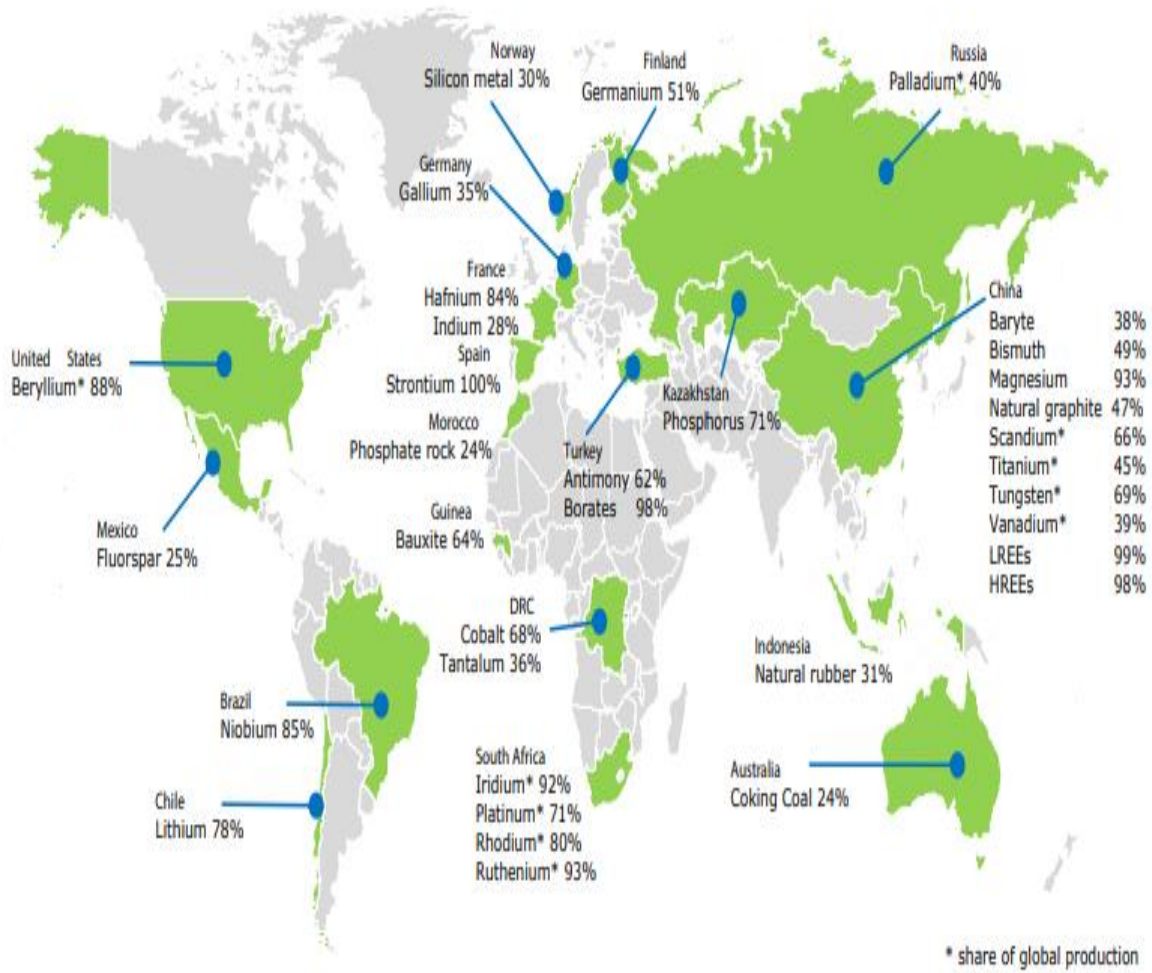 Norway
Silicon metal 30%
Finland
Germanium 51%
Russia
Palladium* 40%
Germany
Gallium 35%
France
Hafnium 84%
Indium 28%
Spain
Strontium 100%
Morocco
Phosphate rock 24%
United States
Beryllium* 88%
Kazakhstan
Phosphorus 71%
China
Baryte 38%
Bismuth 49%
Magnesium 93%
Natural graphite 47%
Scandium* 66%
Titanium* 45%
Tungsten* 69%
Vanadium* 39%
LREEs 99%
HREEs 98%
Turkey
Antimony 62%
Borates 98%
Mexico
Fluorspar 25%
Guinea
Bauxite 64%
DRC
Cobalt 68%
Tantalum 36%
Indonesia
Natural rubber 31%
Brazil
Niobium 85%
Chile
Lithium 78%
South Africa
Iridium* 92%
Platinum* 71%
Rhodium* 80%
Ruthenium* 93%
Australia
Coking Coal 24%
* share of global production